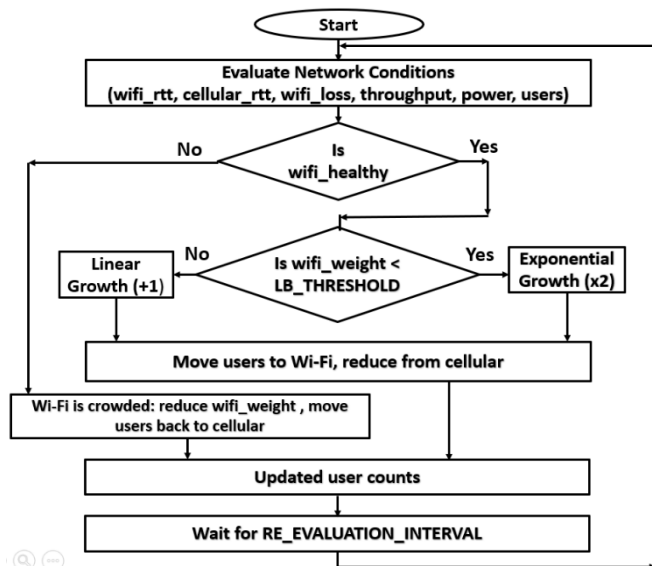 Start
Evaluate Network Conditions
(wifi_rtt, cellular_rtt, wifi_loss, throughput, power, users)
No
Is
wifi_healthy
Yes
Linear
Growth (+1)
No
Is wifi_weight <
LB_THRESHOLD
Yes
Exponential
Growth (x2)
Move users to Wi-Fi, reduce from cellular
Wi-Fi is crowded: reduce wifi_weight , move
users back to cellular
Updated user counts
Wait for RE_EVALUATION_INTERVAL